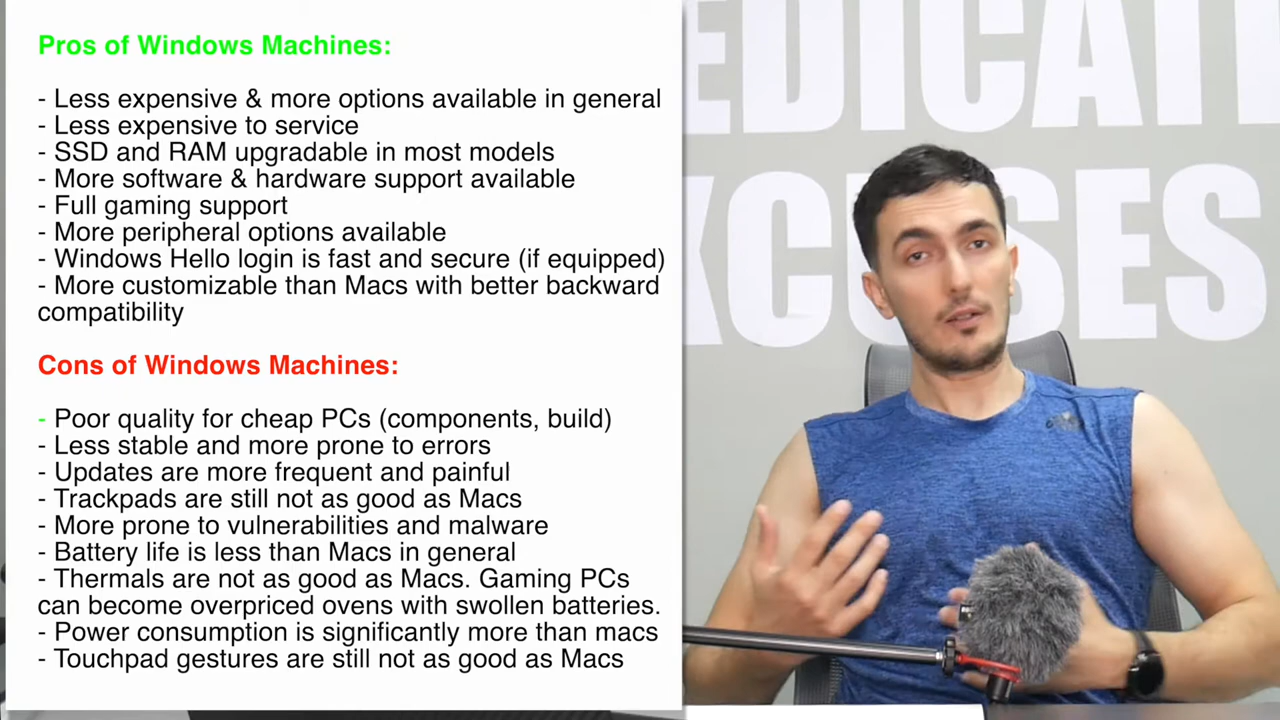 Pros of Windows Machines:
- Less expensive & more options available in general
- Less expensive to service
- SSD and RAM upgradable in most models
- More software & hardware support available
- Full gaming support
- More peripheral options available
- Windows Hello login is fast and secure (if equipped)
- More customizable than Macs with better backward
compatibility
Cons of Windows Machines:
- Poor quality for cheap PCs (components, build)
- Less stable and more prone to errors
- Updates are more frequent and painful
- Trackpads are still not as good as Macs
- More prone to vulnerabilities and malware
- Battery life is less than Macs in general
- Thermals are not as good as Macs. Gaming PCs
can become overpriced ovens with swollen batteries.
- Power consumption is significantly more than macs
- Touchpad gestures are still not as good as Macs
EDICATE
XCUSES